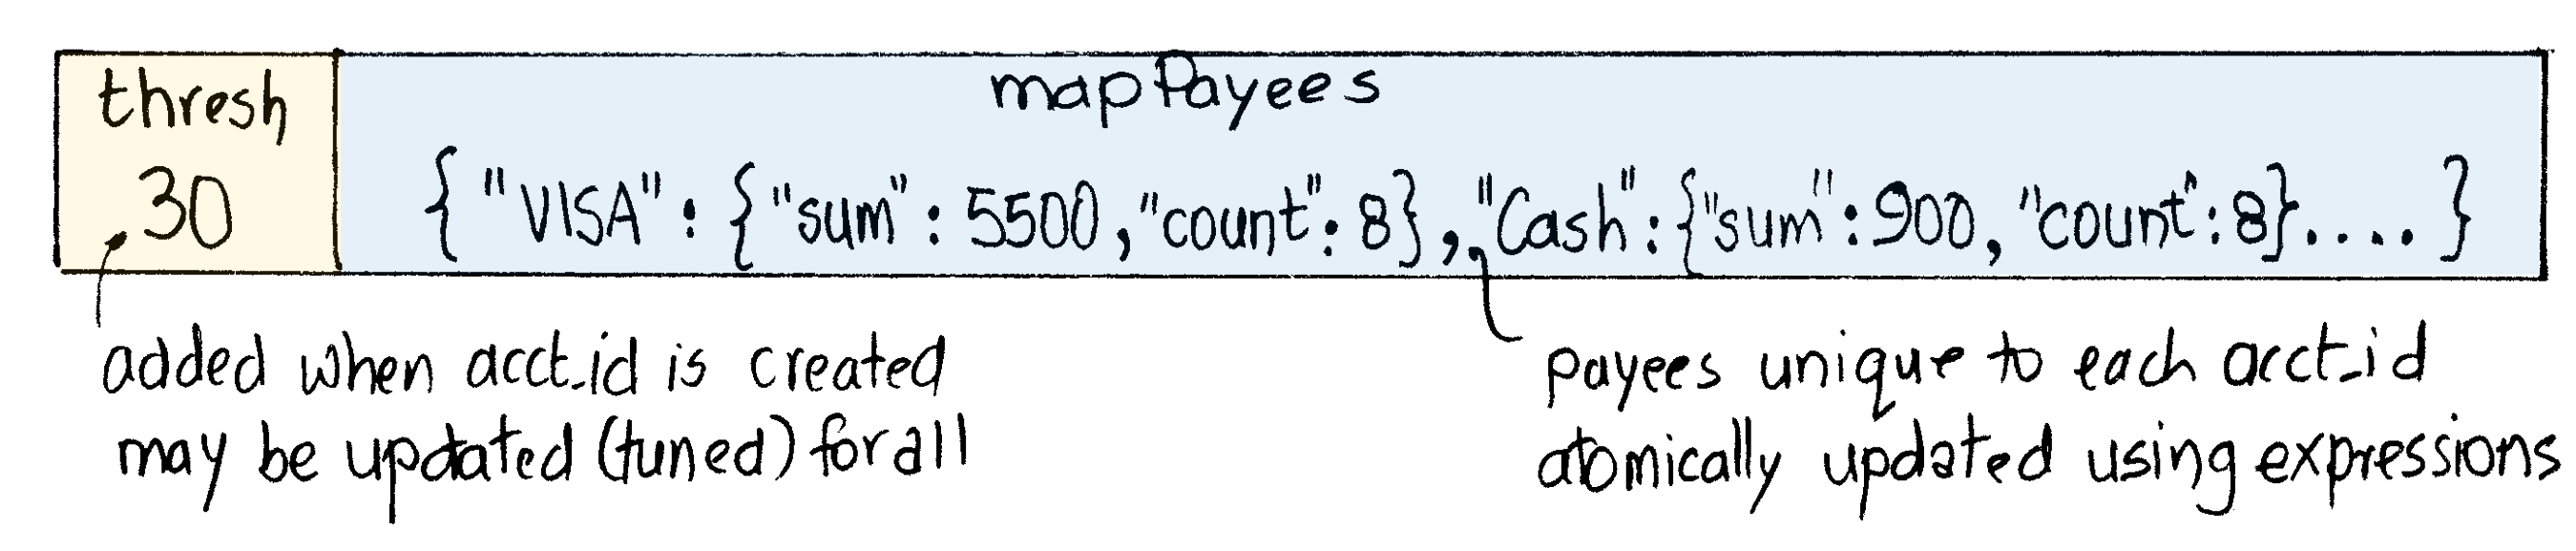 thresh
mapPayees
30
{ "VISA": { "sum": 5500, "count": 8}, "Cash": {"sum": 900, "count": 8}.... }
added when acct_id is created
may be updated (tuned) for all
payees unique to each acct_id
atomically updated using expressions